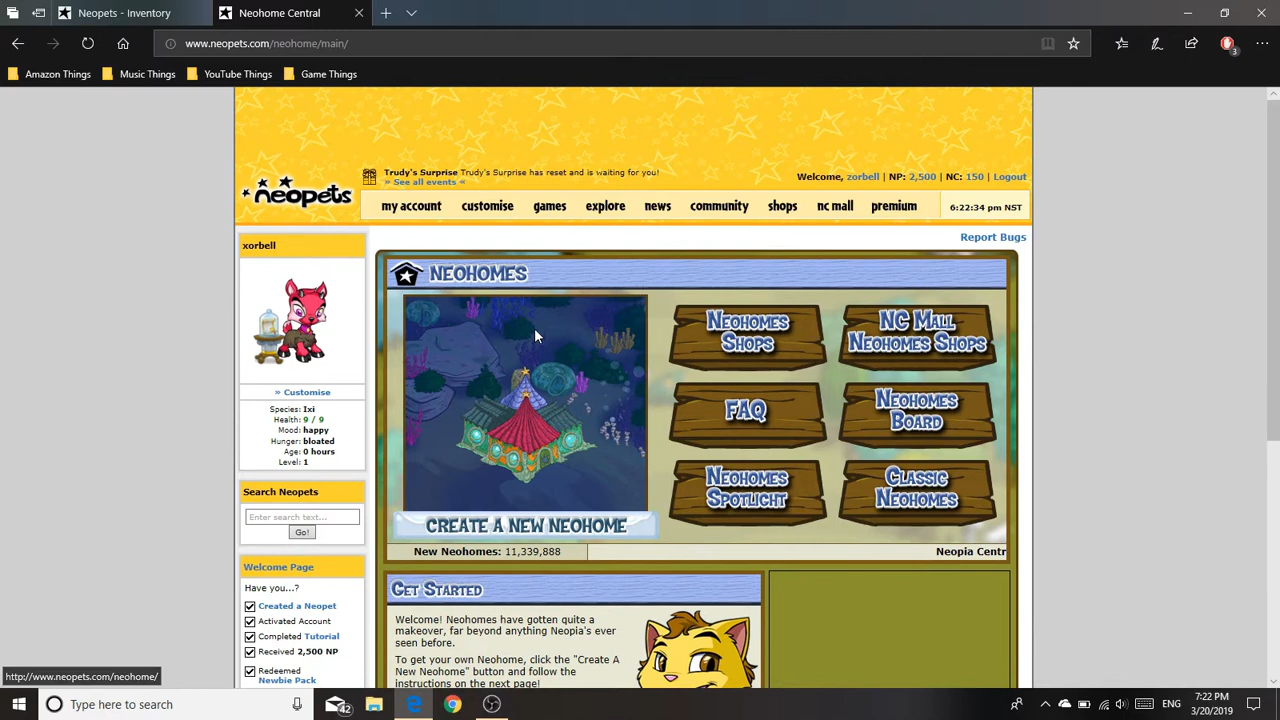 Neopets - Inventory
Neohome Central
www.neopets.com/neohome/main/
3
Amazon Things
Music Things
YouTube Things
Game Things
Trudy's Surprise Trudy's Surprise has reset and is waiting for you!
» See all events «
Welcome, zorbell | NP: 2,500 | NC: 150 | Logout
neopets
my account
customise
games
explore
news
community
shops
nc mall
premium
6:22:34 pm NST
Report Bugs
xorbell
» Customise
Species: Ixi
Health: 9 / 9
Mood: happy
Hunger: bloated
Age: 0 hours
Level: 1
Search Neopets
Enter search text...
Go!
Welcome Page
Have you...?
Created a Neopet
Activated Account
Completed Tutorial
Received 2,500 NP
Redeemed
Newbie Pack
NEOHOMES
CREATE A NEW NEOHOME
NEOHOMES
SHOPS
NC MALL
NEOHOMES SHOPS
FAQ
NEOHOMES
BOARD
NEOHOMES
SPOTLIGHT
CLASSIC
NEOHOMES
New Neohomes: 11,339,888
Neopia Centr
GET STARTED
Welcome! Neohomes have gotten quite a
makeover, far beyond anything Neopia's ever
seen before.
To get your own Neohome, click the "Create A
New Neohome" button and follow the
instructions on the next page!
http://www.neopets.com/neohome/
Type here to search
42
ENG
7:22 PM
3/20/2019